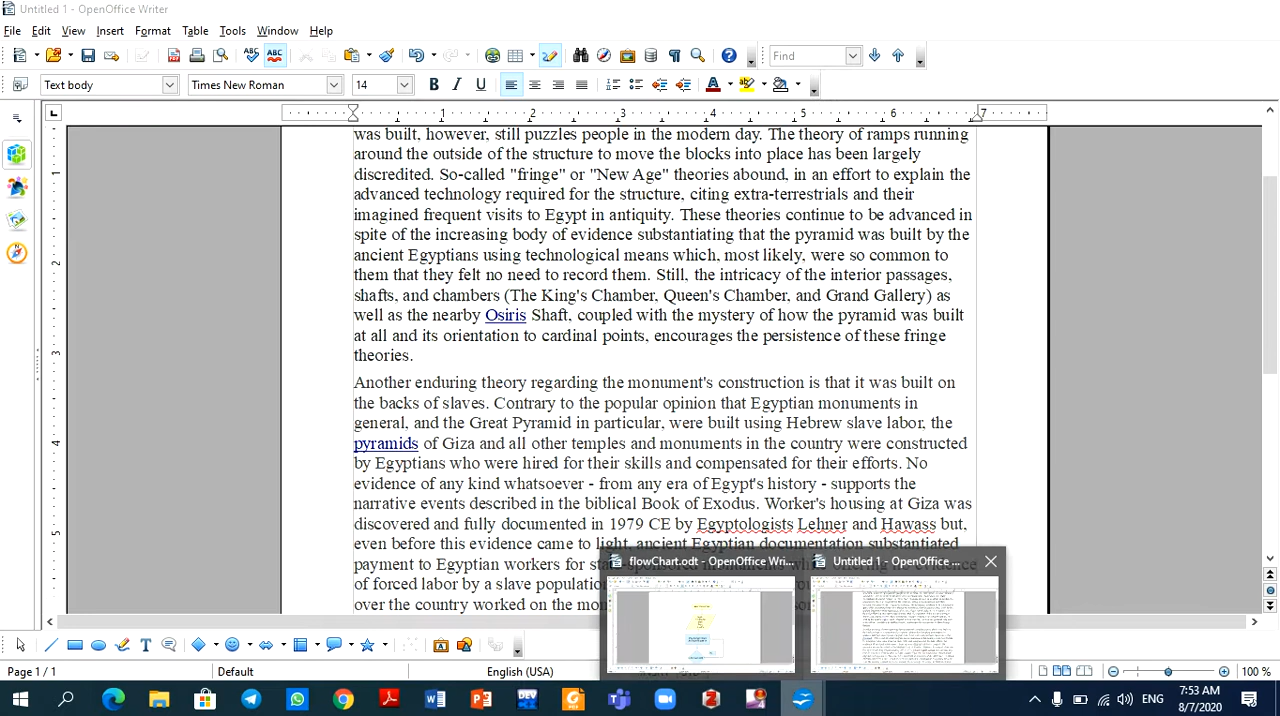 Untitled 1 - OpenOffice Writer
File Edit View Insert Format Table Tools Window Help
Find
Text body Times New Roman 14
1 2 3 4 5 6 7
was built, however, still puzzles people in the modern day. The theory of ramps running
around the outside of the structure to move the blocks into place has been largely
discredited. So-called "fringe" or "New Age" theories abound, in an effort to explain the
advanced technology required for the structure, citing extra-terrestrials and their
imagined frequent visits to Egypt in antiquity. These theories continue to be advanced in
spite of the increasing body of evidence substantiating that the pyramid was built by the
ancient Egyptians using technological means which, most likely, were so common to
them that they felt no need to record them. Still, the intricacy of the interior passages,
shafts, and chambers (The King's Chamber, Queen's Chamber, and Grand Gallery) as
well as the nearby Osiris Shaft, coupled with the mystery of how the pyramid was built
at all and its orientation to cardinal points, encourages the persistence of these fringe
theories.
Another enduring theory regarding the monument's construction is that it was built on
the backs of slaves. Contrary to the popular opinion that Egyptian monuments in
general, and the Great Pyramid in particular, were built using Hebrew slave labor, the
pyramids of Giza and all other temples and monuments in the country were constructed
by Egyptians who were hired for their skills and compensated for their efforts. No
evidence of any kind whatsoever - from any era of Egypt's history - supports the
narrative events described in the biblical Book of Exodus. Worker's housing at Giza was
discovered and fully documented in 1979 CE by Egyptologists Lehner and Hawass but,
even before this evidence came to light, ancient Egyptian documentation substantiated
payment to Egyptian workers for
of forced labor by a slave
over the country worked on the
flowChart.odt - OpenOffice Wri...
Untitled 1 - OpenOffice ...
Default
USA)
100 %
ENG
7:53 AM
8/7/2020